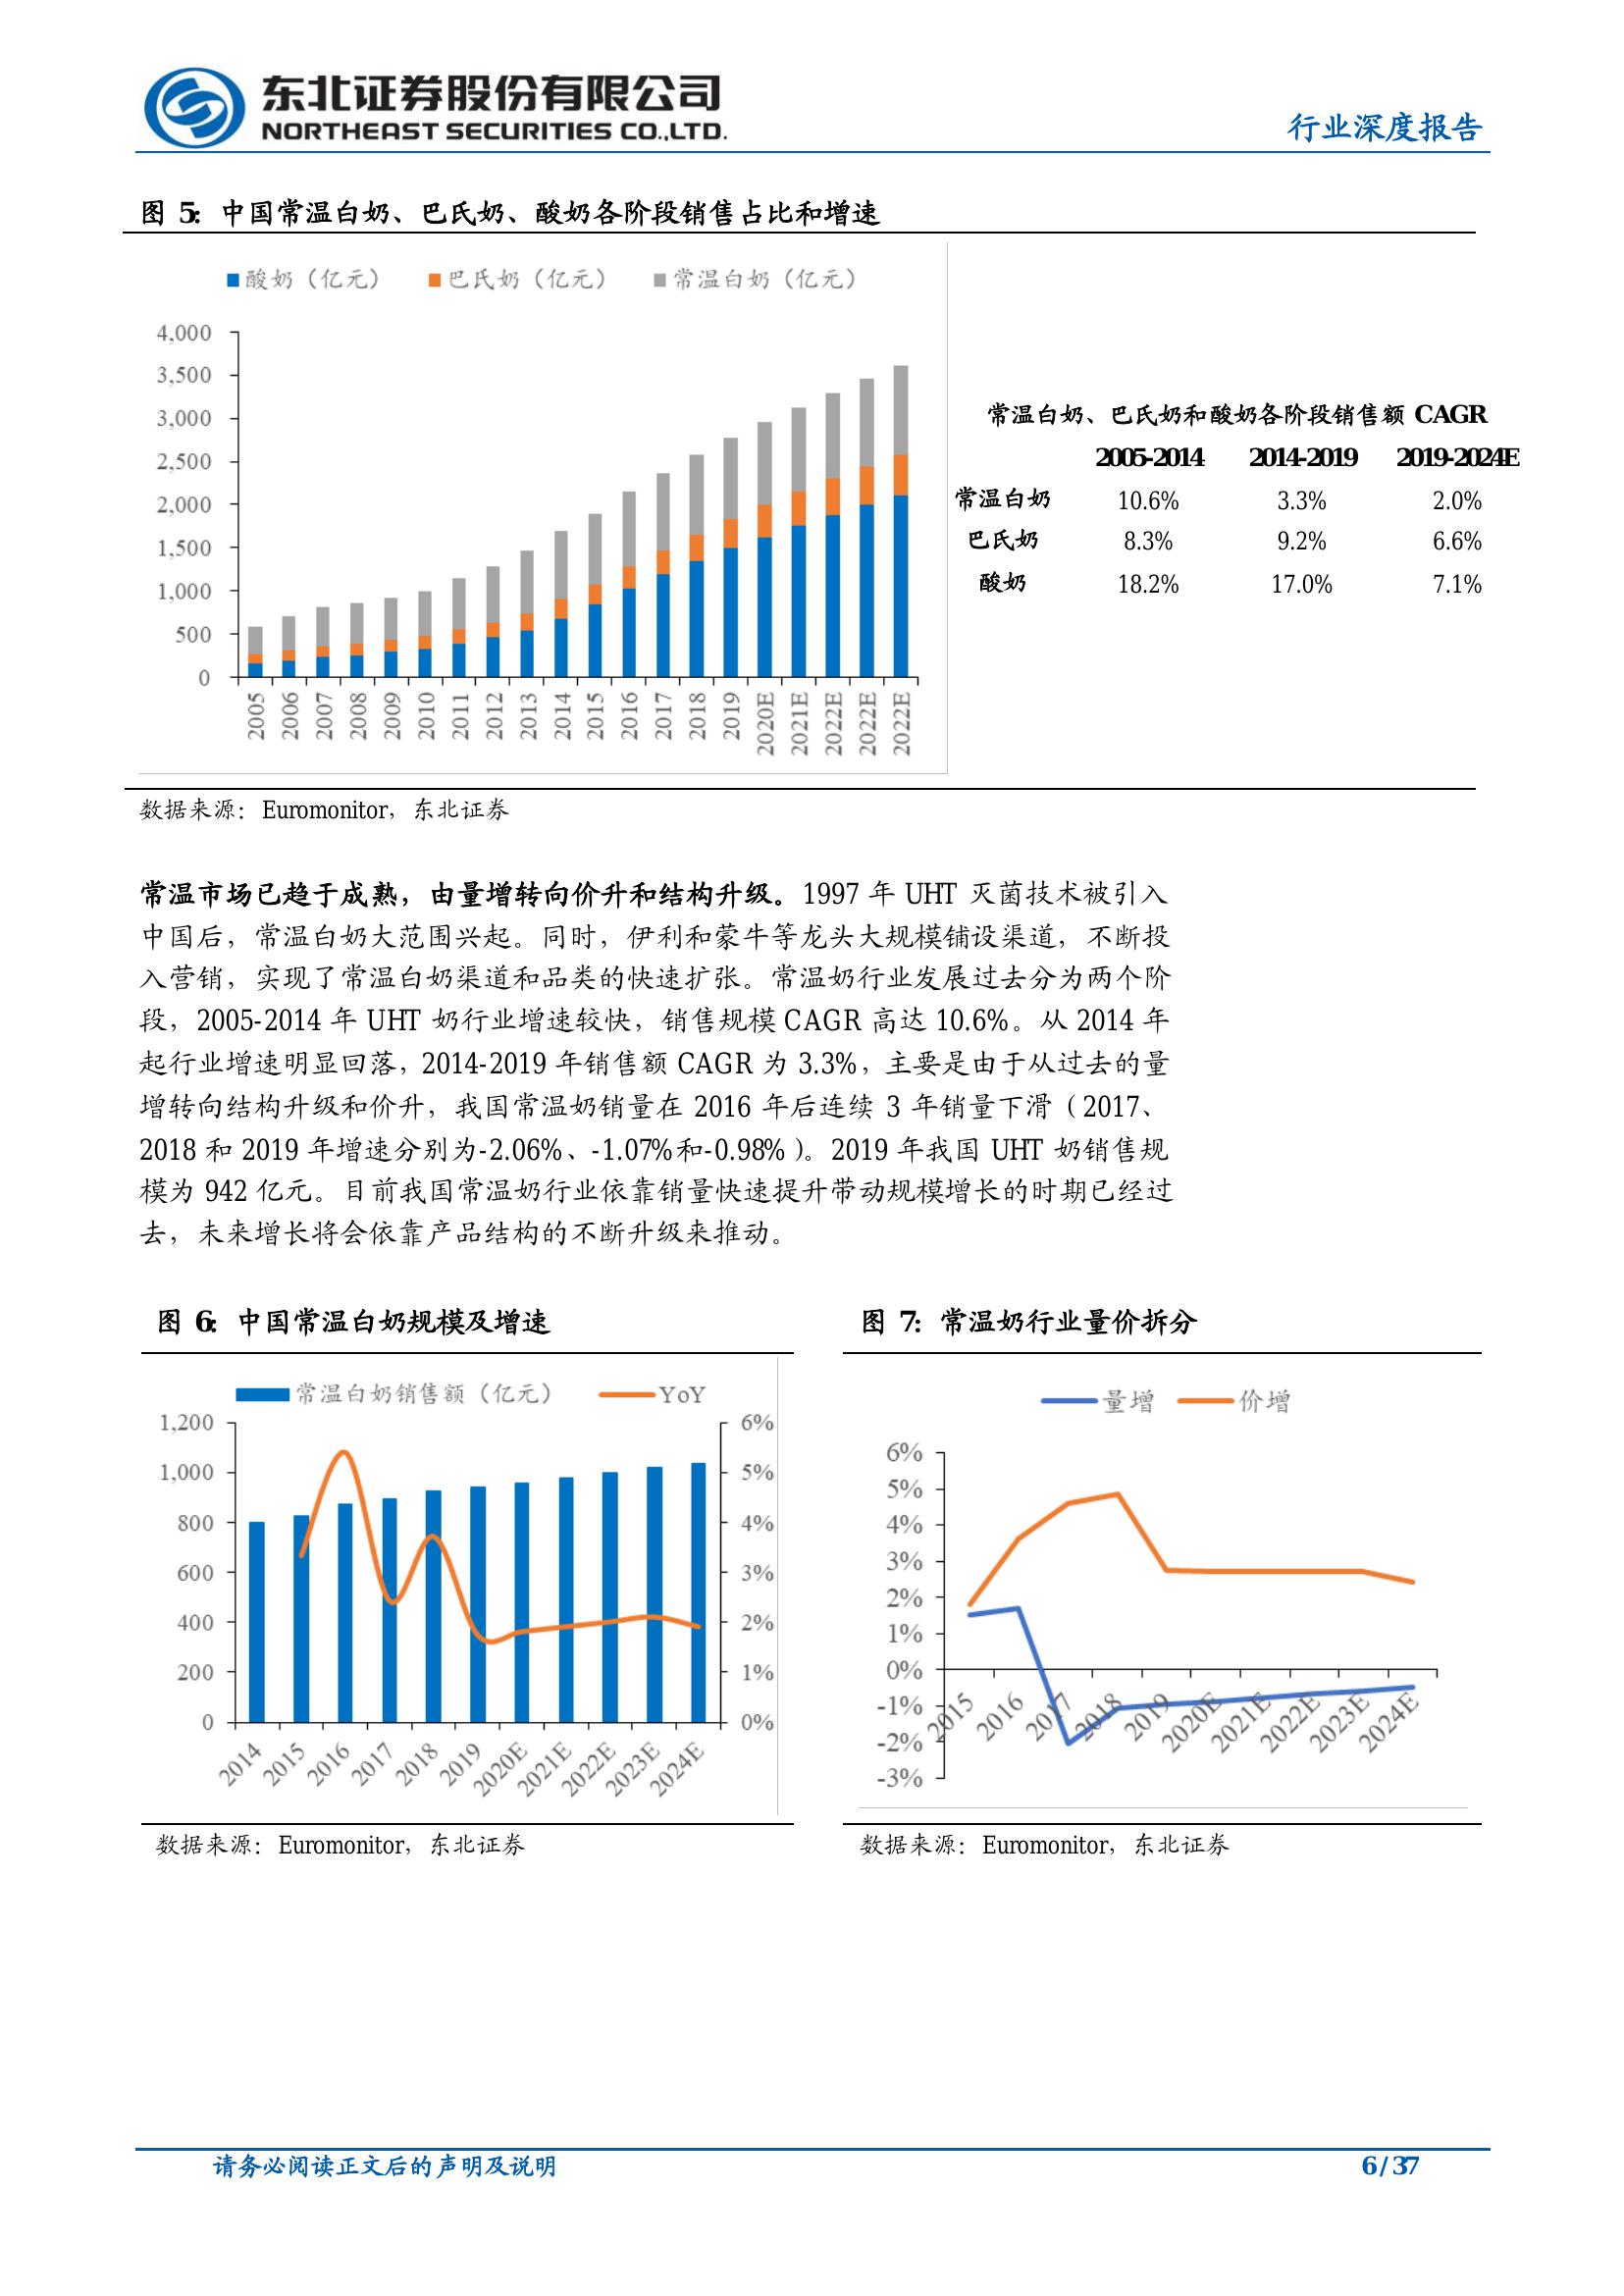 东北证券股份有限公司
NORTHEAST SECURITIES CO.,LTD.
行业深度报告
图 5: 中国常温白奶、巴氏奶、酸奶各阶段销售占比和增速
酸奶（亿元） 巴氏奶（亿元） 常温白奶（亿元）
4,000
3,500
3,000
2,500
2,000
1,500
1,000
500
0
2005 2006 2007 2008 2009 2010 2011 2012 2013 2014 2015 2016 2017 2018 2019 2020E 2021E 2022E 2022E 2022E
常温白奶、巴氏奶和酸奶各阶段销售额 CAGR
2005-2014 2014-2019 2019-2024E
常温白奶 10.6% 3.3% 2.0%
巴氏奶 8.3% 9.2% 6.6%
酸奶 18.2% 17.0% 7.1%
数据来源：Euromonitor，东北证券
常温市场已趋于成熟，由量增转向价升和结构升级。1997 年 UHT 灭菌技术被引入
中国后，常温白奶大范围兴起。同时，伊利和蒙牛等龙头大规模铺设渠道，不断投
入营销，实现了常温白奶渠道和品类的快速扩张。常温奶行业发展过去分为两个阶
段，2005-2014 年 UHT 奶行业增速较快，销售规模 CAGR 高达 10.6%。从 2014 年
起行业增速明显回落，2014-2019 年销售额 CAGR 为 3.3%，主要是由于从过去的量
增转向结构升级和价升，我国常温奶销量在 2016 年后连续 3 年销量下滑（2017、
2018 和 2019 年增速分别为-2.06%、-1.07%和-0.98%）。2019 年我国 UHT 奶销售规
模为 942 亿元。目前我国常温奶行业依靠销量快速提升带动规模增长的时期已经过
去，未来增长将会依靠产品结构的不断升级来推动。
图 6: 中国常温白奶规模及增速
常温白奶销售额（亿元） YoY
1,200 6%
1,000 5%
800 4%
3%
600
400 2%
200 1%
0 0%
2014 2015 2016 2017 2018 2019 2020E 2021E 2022E 2023E 2024E
数据来源：Euromonitor，东北证券
图 7: 常温奶行业量价拆分
量增 价增
6%
5%
4%
3%
2%
1%
0%
-1%
-2%
-3%
2015 2016 2017 2018 2019 2020E 2021E 2022E 2023E 2024E
数据来源：Euromonitor，东北证券
请务必阅读正文后的声明及说明
6 / 37